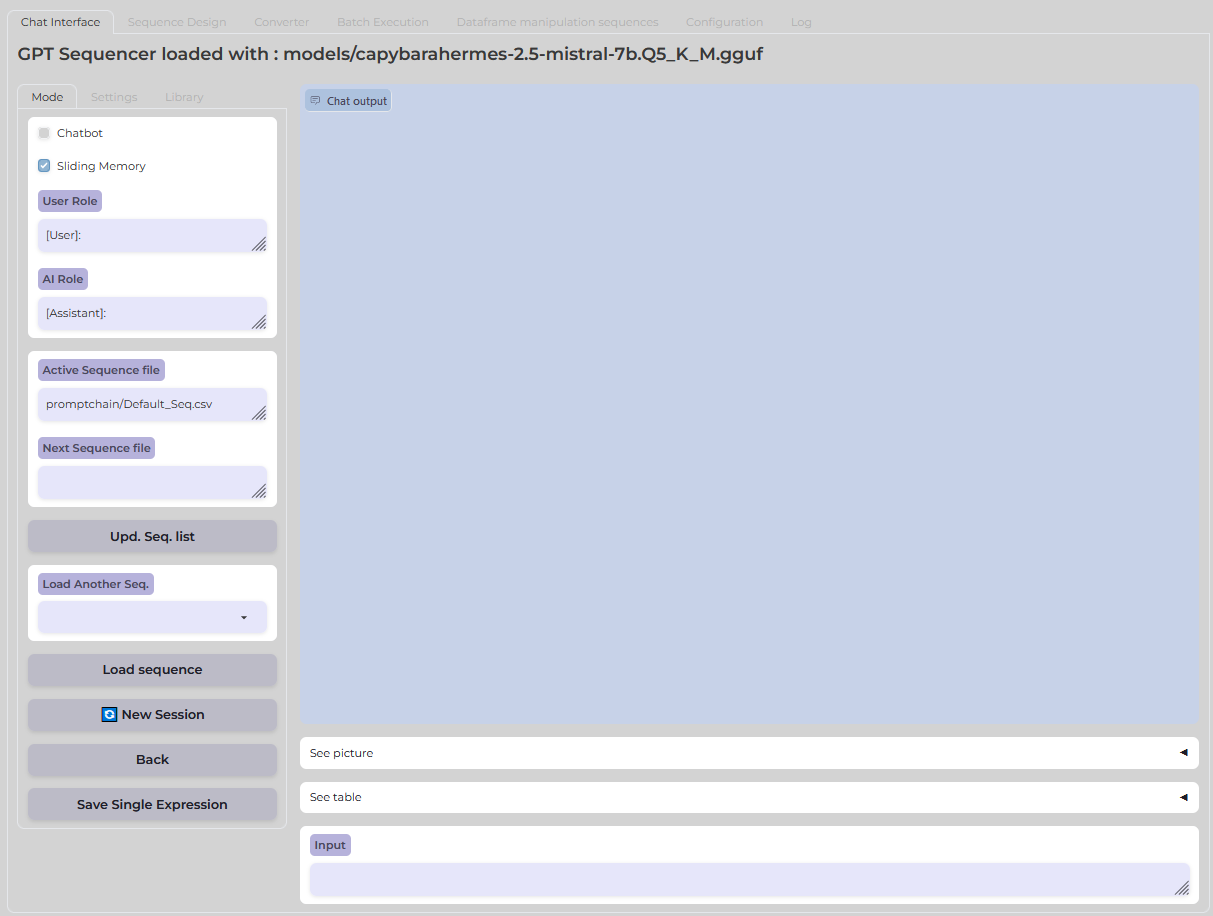 Chat Interface
Sequence Design
Converter
Batch Execution
Dataframe manipulation sequences
Configuration
Log
GPT Sequencer loaded with : models/capybarahermes-2.5-mistral-7b.Q5_K_M.gguf
Mode
Settings
Library
Chatbot
Sliding Memory
User Role
[User]:
AI Role
[Assistant]:
Active Sequence file
promptchain/Default_Seq.csv
Next Sequence file
Upd. Seq. list
Load Another Seq.
Load sequence
New Session
Back
Save Single Expression
Chat output
See picture
See table
Input